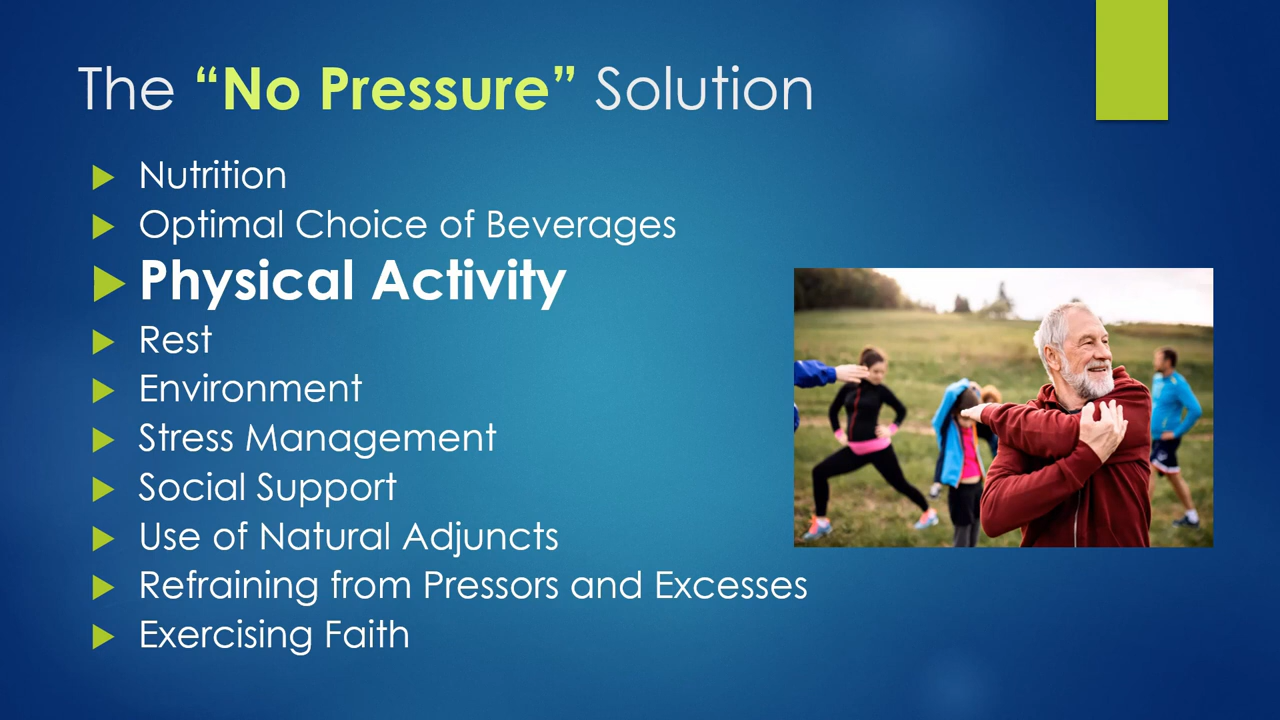 The “No Pressure” Solution
Nutrition
Optimal Choice of Beverages
Physical Activity
Rest
Environment
Stress Management
Social Support
Use of Natural Adjuncts
Refraining from Pressors and Excesses
Exercising Faith